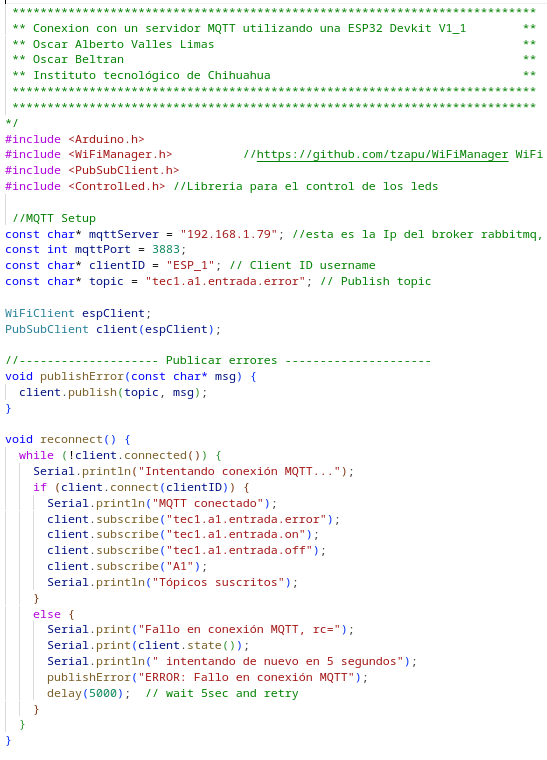 ***************************************************************************
** Conexion con un servidor MQTT utilizando una ESP32 Devkit V1_1        **
** Oscar Alberto Valles Limas                                            **
** Oscar Beltran                                                         **
** Instituto tecnológico de Chihuahua                                    **
***************************************************************************
***************************************************************************
*/
#include <Arduino.h>
#include <WiFiManager.h>          //https://github.com/tzapu/WiFiManager WiFi
#include <PubSubClient.h>
#include <ControlLed.h> //Libreria para el control de los leds
//MQTT Setup
const char* mqttServer = "192.168.1.79"; //esta es la Ip del broker rabbitmq,
const int mqttPort = 3883;
const char* clientID = "ESP_1"; // Client ID username
const char* topic = "tec1.a1.entrada.error"; // Publish topic
WiFiClient espClient;
PubSubClient client(espClient);
//-------------------- Publicar errores ---------------------
void publishError(const char* msg) {
  client.publish(topic, msg);
}
void reconnect() {
  while (!client.connected()) {
    Serial.println("Intentando conexión MQTT...");
    if (client.connect(clientID)) {
      Serial.println("MQTT conectado");
      client.subscribe("tec1.a1.entrada.error");
      client.subscribe("tec1.a1.entrada.on");
      client.subscribe("tec1.a1.entrada.off");
      client.subscribe("A1");
      Serial.println("Tópicos suscritos");
    }
    else {
      Serial.print("Fallo en conexión MQTT, rc=");
      Serial.print(client.state());
      Serial.println(" intentando de nuevo en 5 segundos");
      publishError("ERROR: Fallo en conexión MQTT");
      delay(5000);  // wait 5sec and retry
    }
  }
}